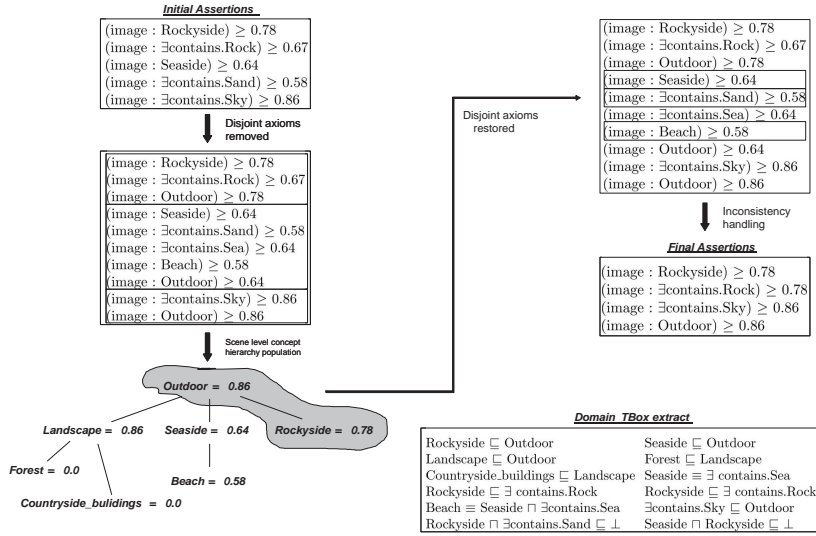 Initial Assertions
(image : Rockyside) ≥ 0.78
(image : ∃contains.Rock) ≥ 0.67
(image : Seaside) ≥ 0.64
(image : ∃contains.Sand) ≥ 0.58
(image : ∃contains.Sky) ≥ 0.86
Disjoint axioms
removed
(image : Rockyside) ≥ 0.78
(image : ∃contains.Rock) ≥ 0.67
(image : Outdoor) ≥ 0.78
(image : Seaside) ≥ 0.64
(image : ∃contains.Sand) ≥ 0.58
(image : ∃contains.Sea) ≥ 0.64
(image : Beach) ≥ 0.58
(image : Outdoor) ≥ 0.64
(image : ∃contains.Sky) ≥ 0.86
(image : Outdoor) ≥ 0.86
Scene level concept
hierarchy population
Outdoor = 0.86
Landscape = 0.86
Seaside = 0.64
Rockyside = 0.78
Forest = 0.0
Beach = 0.58
Countryside_bulidings = 0.0
Disjoint axioms
restored
(image : Rockyside) ≥ 0.78
(image : ∃contains.Rock) ≥ 0.67
(image : Outdoor) ≥ 0.78
(image : Seaside) ≥ 0.64
(image : ∃contains.Sand) ≥ 0.58
(image : ∃contains.Sea) ≥ 0.64
(image : Beach) ≥ 0.58
(image : Outdoor) ≥ 0.64
(image : ∃contains.Sky) ≥ 0.86
(image : Outdoor) ≥ 0.86
Inconsistency
handling
Final Assertions
(image : Rockyside) ≥ 0.78
(image : ∃contains.Rock) ≥ 0.78
(image : ∃contains.Sky) ≥ 0.86
(image : Outdoor) ≥ 0.86
Domain TBox extract
Rockyside ⊑ Outdoor
Seaside ⊑ Outdoor
Landscape ⊑ Outdoor
Forest ⊑ Landscape
Countryside_buildings ⊑ Landscape
Seaside ≡ ∃ contains.Sea
Rockyside ⊑ ∃ contains.Rock
Rockyside ⊑ ∃ contains.Rock
Beach ≡ Seaside ⊓ ∃contains.Sea
∃contains.Sky ⊑ Outdoor
Rockyside ⊓ ∃contains.Sand ⊑ ⊥
Seaside ⊓ Rockyside ⊑ ⊥